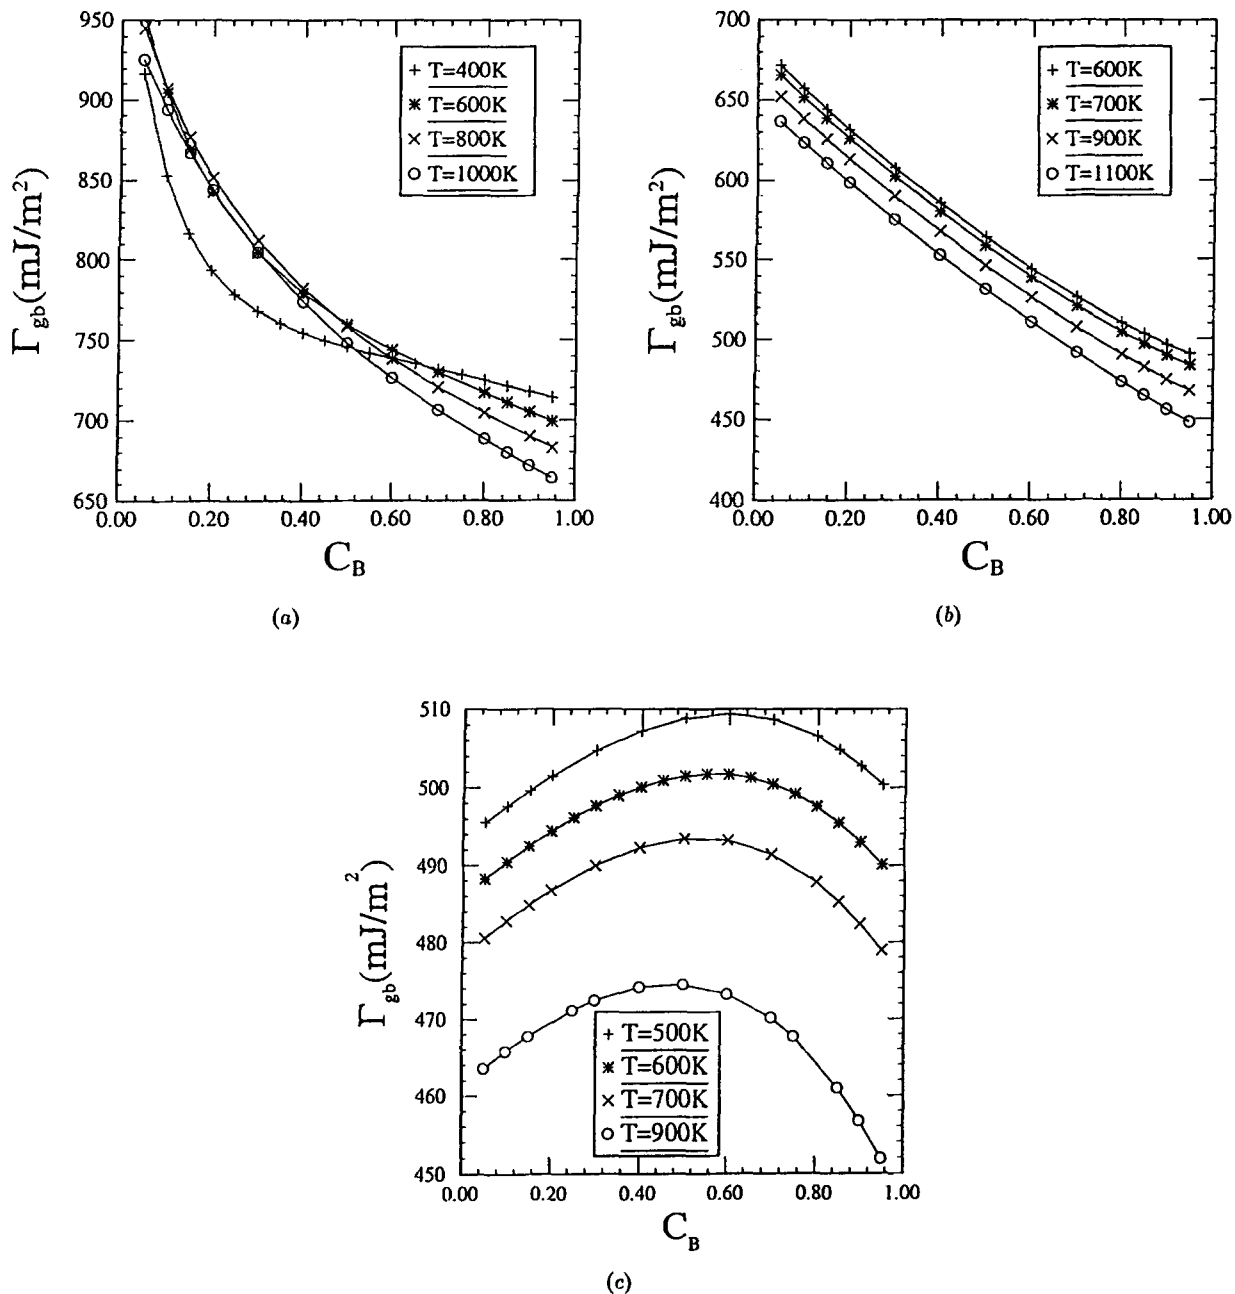 950
900
850
800
750
700
650
Γgb(mJ/m²)
+ T=400K
* T=600K
× T=800K
○ T=1000K
0.00 0.20 0.40 0.60 0.80 1.00
C_B
(a)
700
650
600
550
500
450
400
Γgb(mJ/m²)
+ T=600K
* T=700K
× T=900K
○ T=1100K
0.00 0.20 0.40 0.60 0.80 1.00
C_B
(b)
510
500
490
480
470
460
450
Γgb(mJ/m²)
+ T=500K
* T=600K
× T=700K
○ T=900K
0.00 0.20 0.40 0.60 0.80 1.00
C_B
(c)